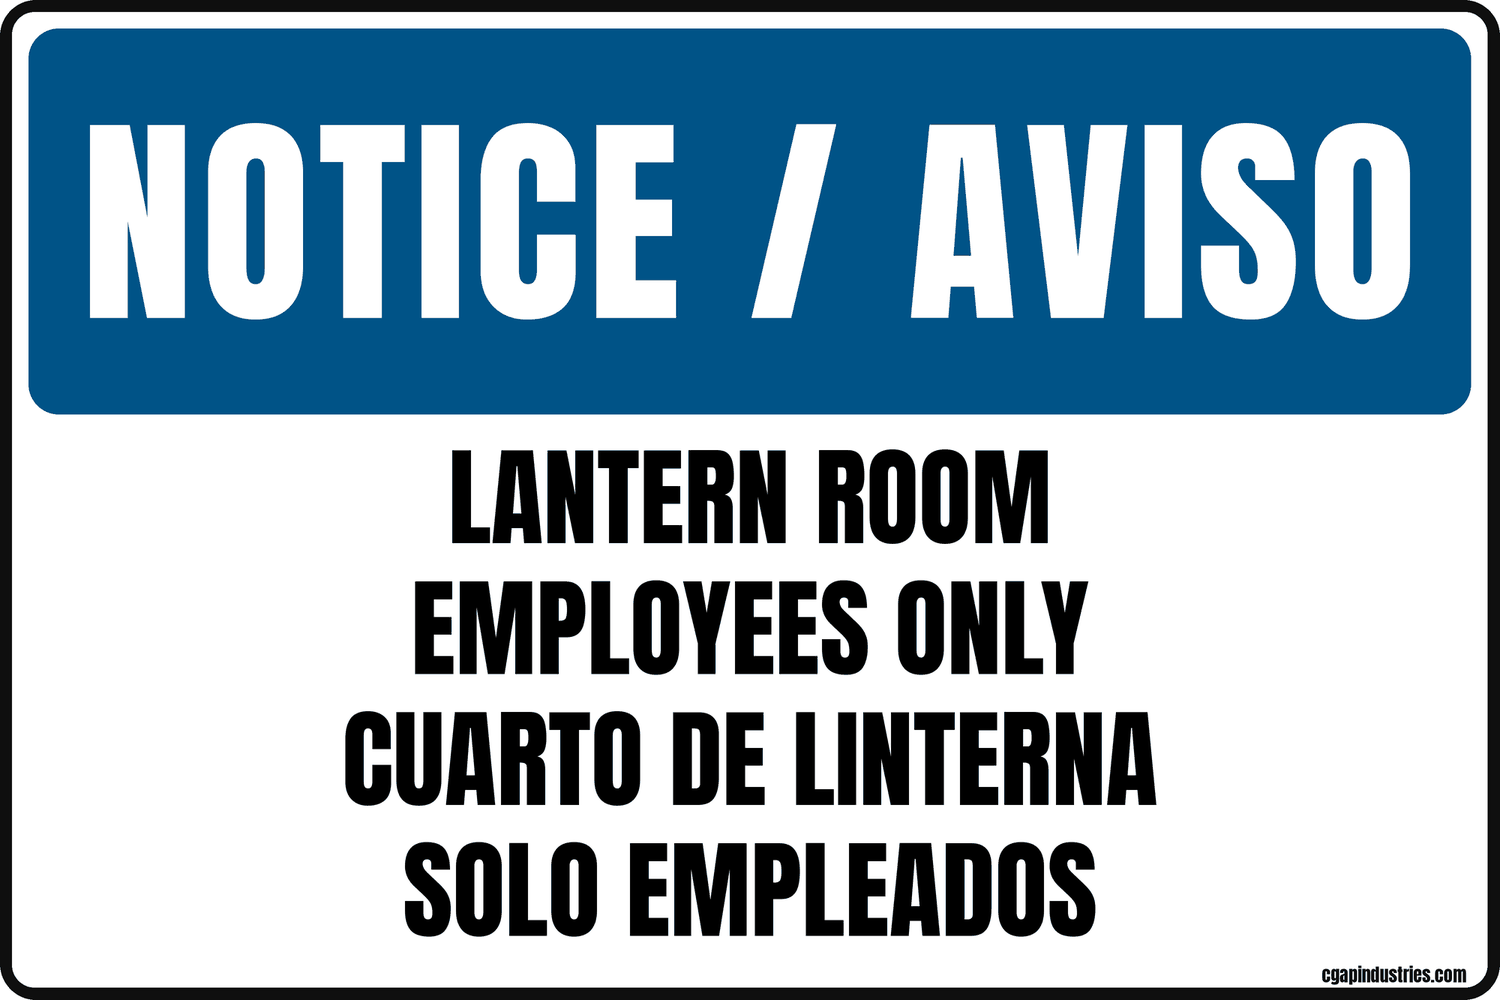 NOTICE / AVISO
LANTERN ROOM
EMPLOYEES ONLY
CUARTO DE LINTERNA
SOLO EMPLEADOS
cgapindustries.com